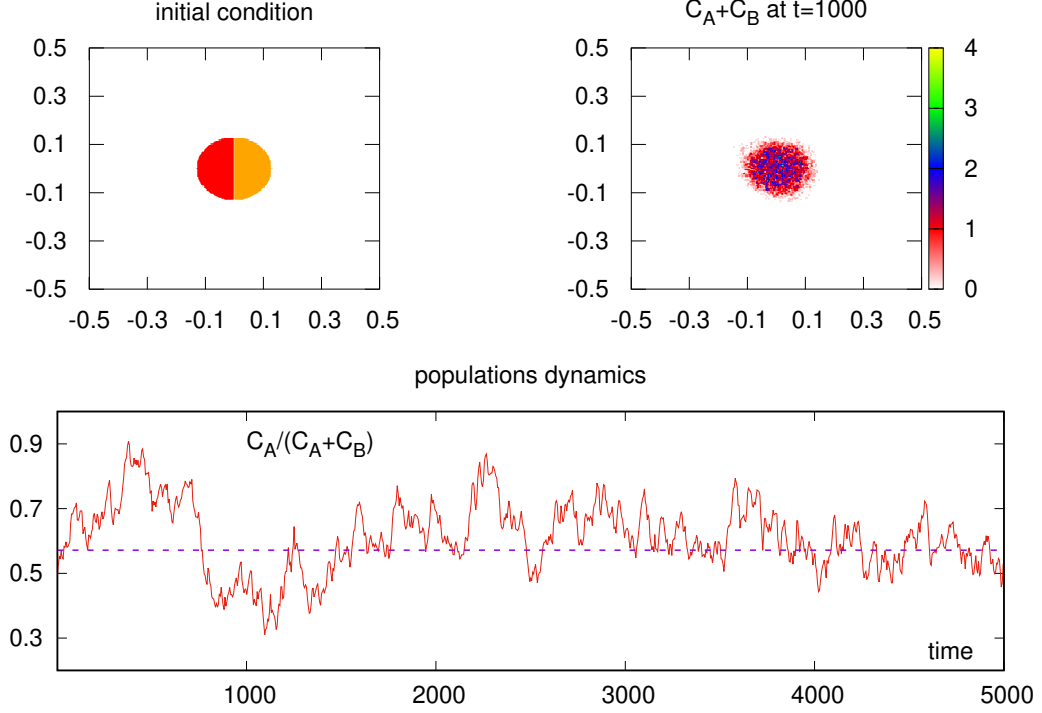 initial condition
C_A+C_B at t=1000
0.5
0.3
0.1
-0.1
-0.3
-0.5
-0.5 -0.3 -0.1 0.1 0.3 0.5
0.5
0.3
0.1
-0.1
-0.3
-0.5
-0.5 -0.3 -0.1 0.1 0.3 0.5
4
3
2
1
0
populations dynamics
C_A/(C_A+C_B)
0.9
0.7
0.5
0.3
time
1000 2000 3000 4000 5000